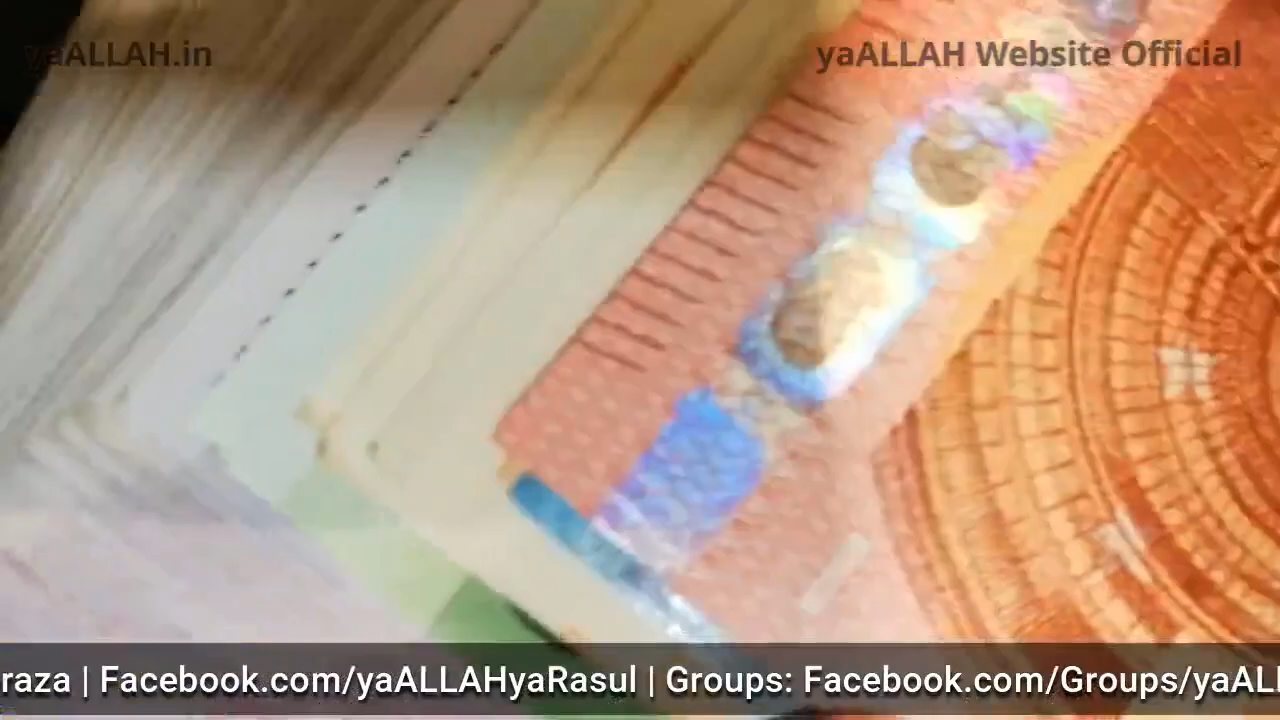 yaALLAH.in
yaALLAH Website Official
raza | Facebook.com/yaALLAHyaRasul | Groups: Facebook.com/Groups/yaALL